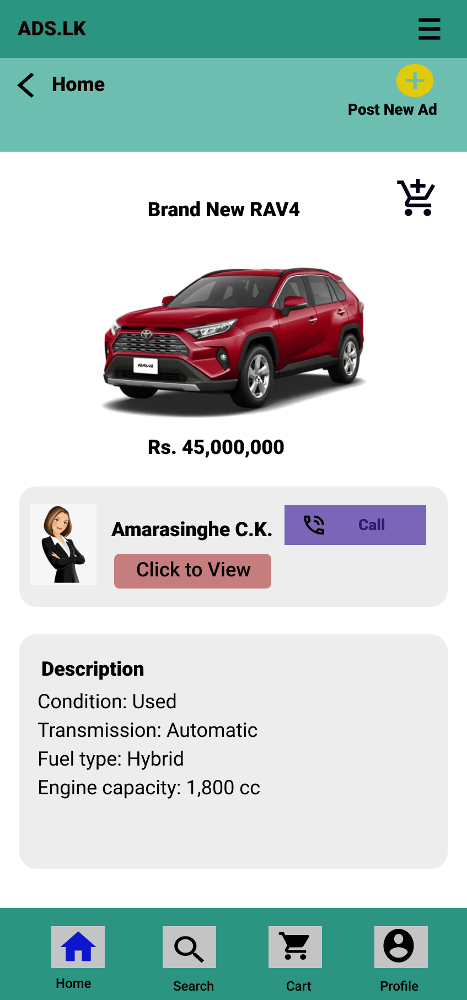 ADS.LK
Home
Post New Ad
Brand New RAV4
RAV4
Rs. 45,000,000
Amarasinghe C.K.
Call
Click to View
Description
Condition: Used
Transmission: Automatic
Fuel type: Hybrid
Engine capacity: 1,800 cc
Home
Search
Cart
Profile